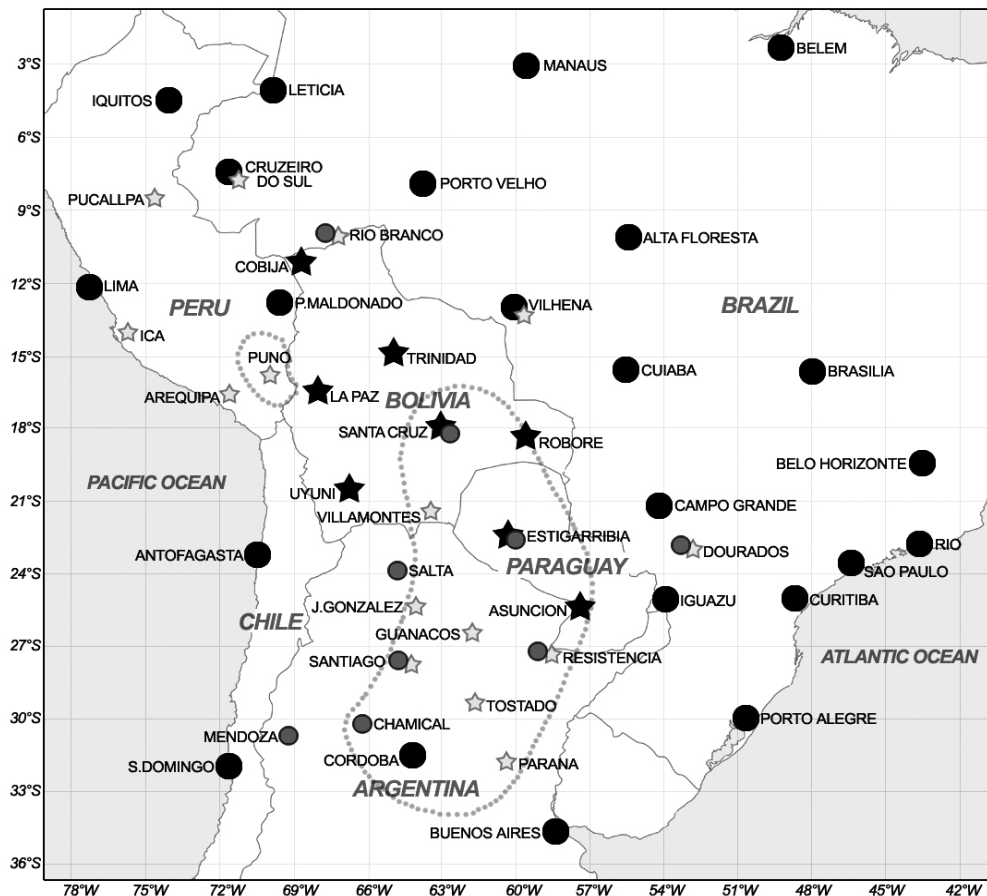 BELEM
3°S
MANAUS
LETICIA
IQUITOS
6°S
CRUZEIRO
DO SUL
PORTO VELHO
PUCALLPA
9°S
RIO BRANCO
ALTA FLORESTA
COBIJA
12°S
LIMA
P.MALDONADO
VILHENA
PERU
BRAZIL
ICA
15°S
PUNO
TRINIDAD
CUIABA
BRASILIA
AREQUIPA
LA PAZ
BOLIVIA
18°S
SANTA CRUZ
ROBORE
BELO HORIZONTE
PACIFIC OCEAN
UYUNI
21°S
VILLAMONTES
CAMPO GRANDE
ESTIGARRIBIA
ANTOFAGASTA
DOURADOS
RIO
PARAGUAY
24°S
SALTA
SAO PAULO
J.GONZALEZ
ASUNCION
IGUAZU
CURITIBA
CHILE
GUANACOS
27°S
SANTIAGO
RESISTENCIA
ATLANTIC OCEAN
TOSTADO
30°S
CHAMICAL
PORTO ALEGRE
MENDOZA
CORDOBA
PARANA
S.DOMINGO
ARGENTINA
33°S
BUENOS AIRES
36°S
78°W 75°W 72°W 69°W 66°W 63°W 60°W 57°W 54°W 51°W 48°W 45°W 42°W